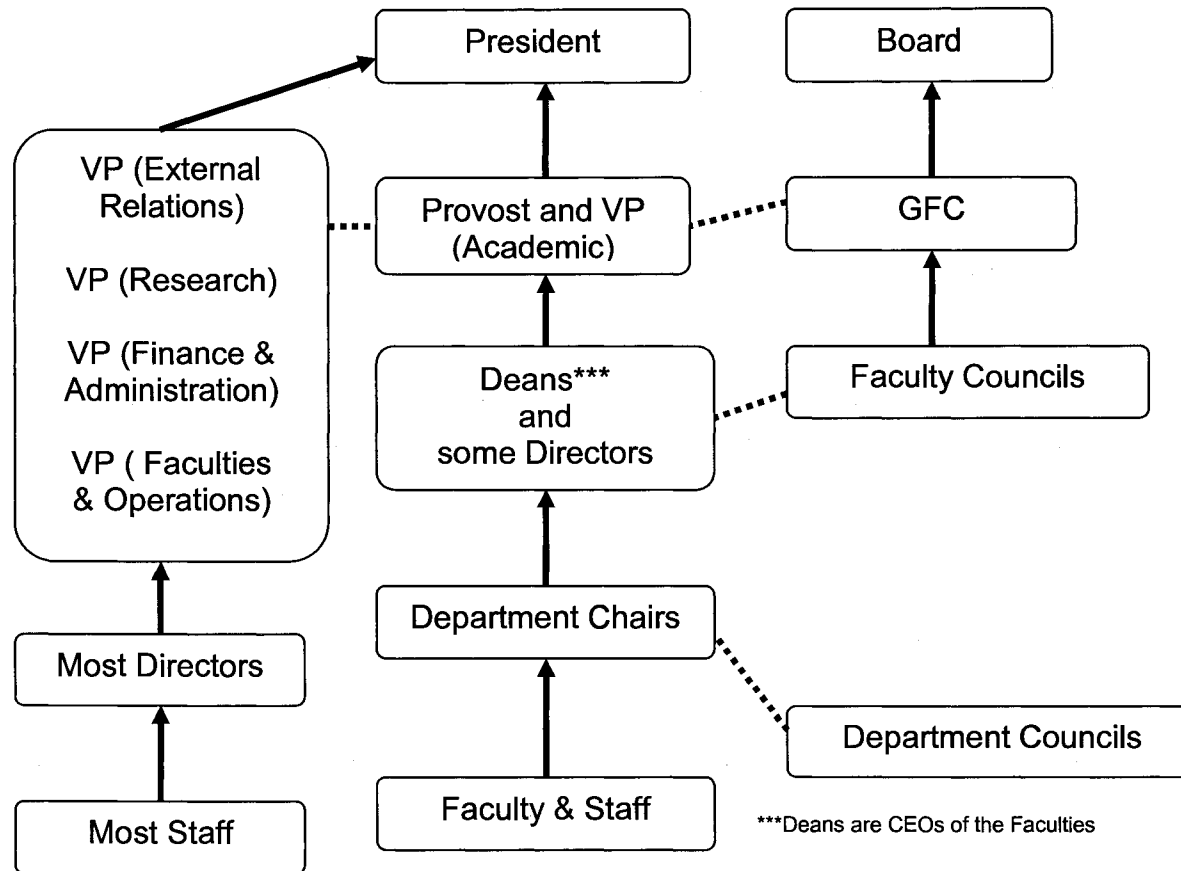 President
Board
VP (External
Relations)
VP (Research)
VP (Finance &
Administration)
VP ( Faculties
& Operations)
Provost and VP
(Academic)
GFC
Deans***
and
some Directors
Faculty Councils
Department Chairs
Most Directors
Department Councils
Faculty & Staff
Most Staff
***Deans are CEOs of the Faculties